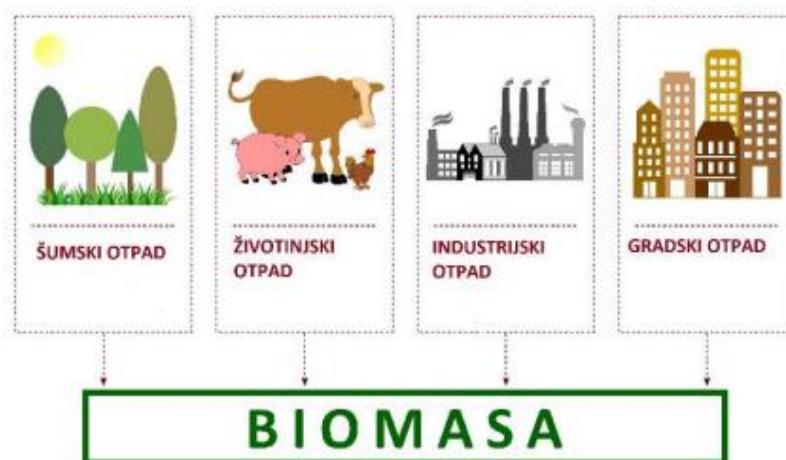 ŠUMSKI OTPAD
ŽIVOTINJSKI
OTPAD
INDUSTRIJSKI
OTPAD
GRADSKI OTPAD
BIOMASA